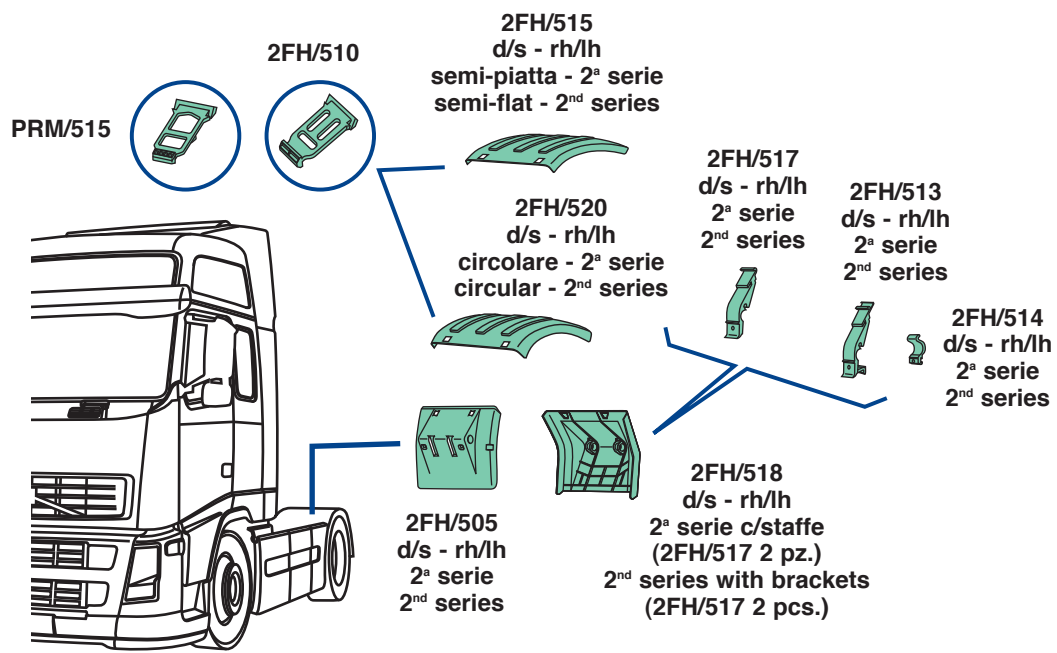 2FH/515
d/s - rh/lh
semi-piatta - 2ª serie
semi-flat - 2nd series
2FH/510
PRM/515
2FH/517
d/s - rh/lh
2ª serie
2nd series
2FH/513
d/s - rh/lh
2ª serie
2nd series
2FH/520
d/s - rh/lh
circolare - 2ª serie
circular - 2nd series
2FH/514
d/s - rh/lh
2ª serie
2nd series
2FH/518
d/s - rh/lh
2ª serie c/staffe
(2FH/517 2 pz.)
2nd series with brackets
(2FH/517 2 pcs.)
2FH/505
d/s - rh/lh
2ª serie
2nd series